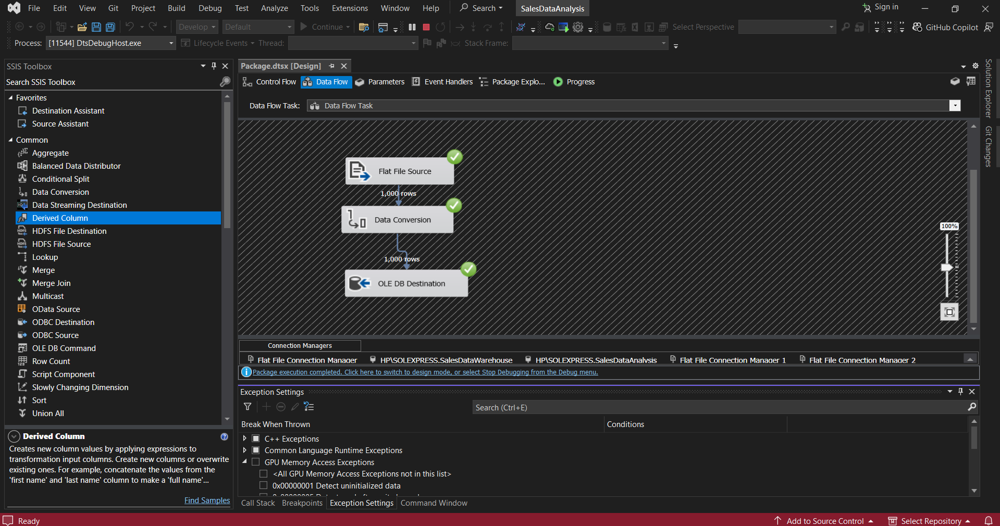 File Edit View Git Project Build Debug Test Analyze Tools Extensions Window Help Search SalesDataAnalysis Sign in
Develop Default Continue Select Perspective GitHub Copilot
Process: [11544] DtsDebugHost.exe Lifecycle Events Thread: Stack Frame:
SSIS Toolbox
Search SSIS Toolbox
Favorites
Destination Assistant
Source Assistant
Common
Aggregate
Balanced Data Distributor
Conditional Split
Data Conversion
Data Streaming Destination
Derived Column
HDFS File Destination
HDFS File Source
Lookup
Merge
Merge Join
Multicast
OData Source
ODBC Destination
ODBC Source
OLE DB Command
Row Count
Script Component
Slowly Changing Dimension
Sort
Union All
Derived Column
Creates new column values by applying expressions to
transformation input columns. Create new columns or overwrite
existing ones. For example, concatenate the values from the
'first name' and 'last name' column to make a 'full name'...
Find Samples
Package.dtsx [Design]
Control Flow Data Flow Parameters Event Handlers Package Explo... Progress
Data Flow Task: Data Flow Task
Flat File Source
1,000 rows
Data Conversion
1,000 rows
OLE DB Destination
100%
Connection Managers
Flat File Connection Manager HP\SQLEXPRESS.SalesDataWarehouse HP\SQLEXPRESS.SalesDataAnalysis Flat File Connection Manager 1 Flat File Connection Manager 2
Package execution completed. Click here to switch to design mode, or select Stop Debugging from the Debug menu.
Exception Settings
Search (Ctrl+E)
Break When Thrown Conditions
C++ Exceptions
Common Language Runtime Exceptions
GPU Memory Access Exceptions
<All GPU Memory Access Exceptions not in this list>
0x00000001 Detect uninitialized data
Call Stack Breakpoints Exception Settings Command Window
Solution Explorer
Git Changes
Ready Add to Source Control Select Repository